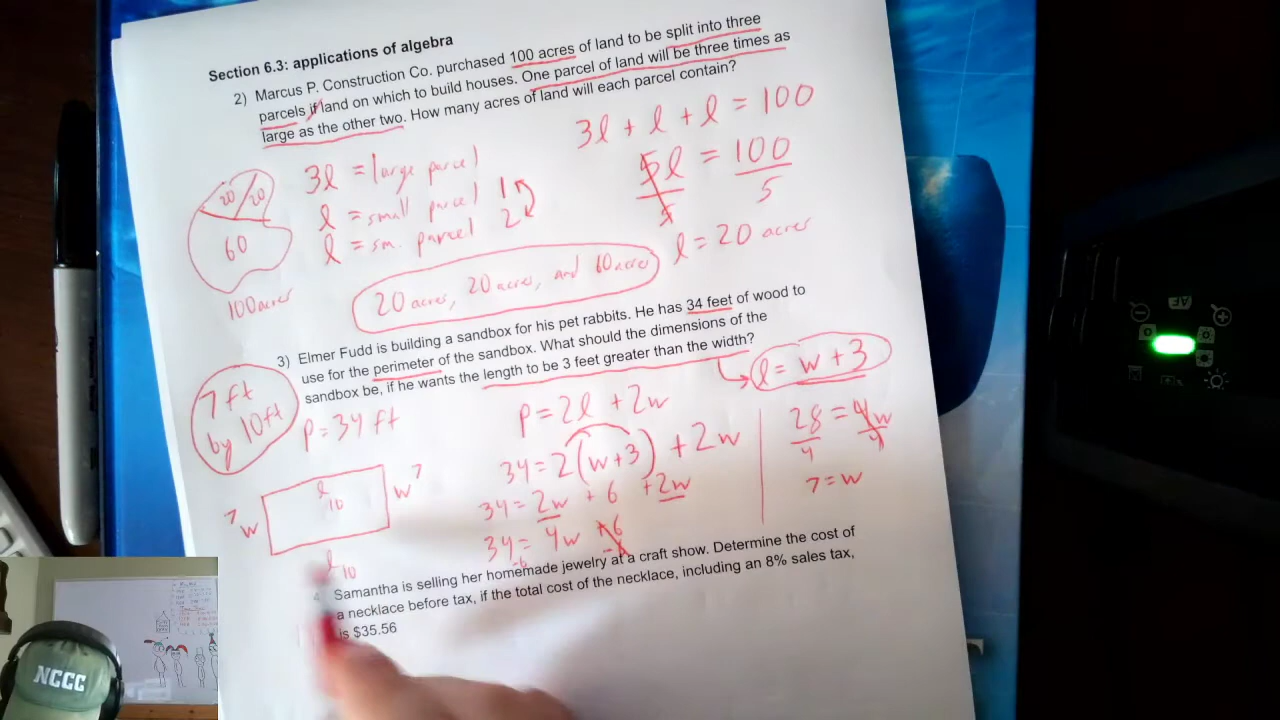 Section 6.3: applications of algebra
2) Marcus P. Construction Co. purchased 100 acres of land to be split into three
parcels if land on which to build houses. One parcel of land will be three times as
large as the other two. How many acres of land will each parcel contain?
3l + l + l = 100
5l = 100
5 5
l = 20 acres
3l = large parcel
l = small parcel 1
l = sm. parcel 2
20 / 20
60
100 acres
20 acres, 20 acres, and 60 acres
3) Elmer Fudd is building a sandbox for his pet rabbits. He has 34 feet of wood to
use for the perimeter of the sandbox. What should the dimensions of the
sandbox be, if he wants the length to be 3 feet greater than the width?
l = w + 3
7 ft
by 10ft
P = 34 ft
P = 2l + 2w
34 = 2(w+3) + 2w
34 = 2w + 6 + 2w
34 = 4w + 6
-6 -6
28 = 4w
4 4
7 = w
l
10
w 7
7 w
l 10
4 Samantha is selling her homemade jewelry at a craft show. Determine the cost of
a necklace before tax, if the total cost of the necklace, including an 8% sales tax,
is $35.56
NCCC
AF